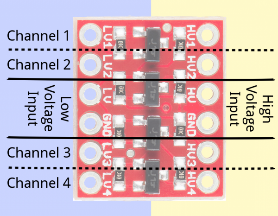 Channel 1
LV1
HV1
Channel 2
LV2
HV2
Low
Voltage
Input
LV
HV
High
Voltage
Input
GND
GND
Channel 3
LV3
HV3
Channel 4
LV4
HV4